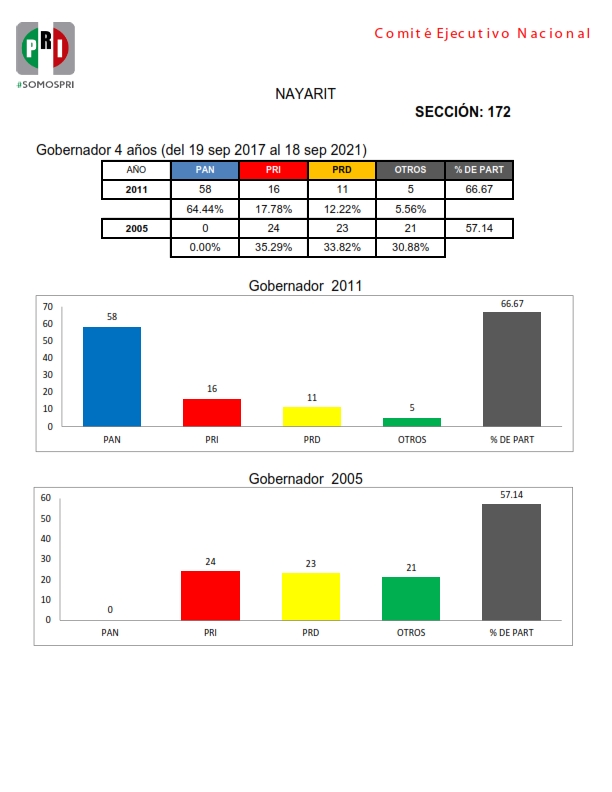 PRI
#SOMOSPRI
Comité Ejecutivo Nacional
NAYARIT
SECCIÓN: 172
Gobernador 4 años (del 19 sep 2017 al 18 sep 2021)
AÑO PAN PRI PRD OTROS % DE PART
2011 58 16 11 5 66.67
64.44% 17.78% 12.22% 5.56%
2005 0 24 23 21 57.14
0.00% 35.29% 33.82% 30.88%
Gobernador 2011
70
60
50
40
30
20
10
0
58
16
11
5
66.67
PAN PRI PRD OTROS % DE PART
Gobernador 2005
60
50
40
30
20
10
0
0
24
23
21
57.14
PAN PRI PRD OTROS % DE PART